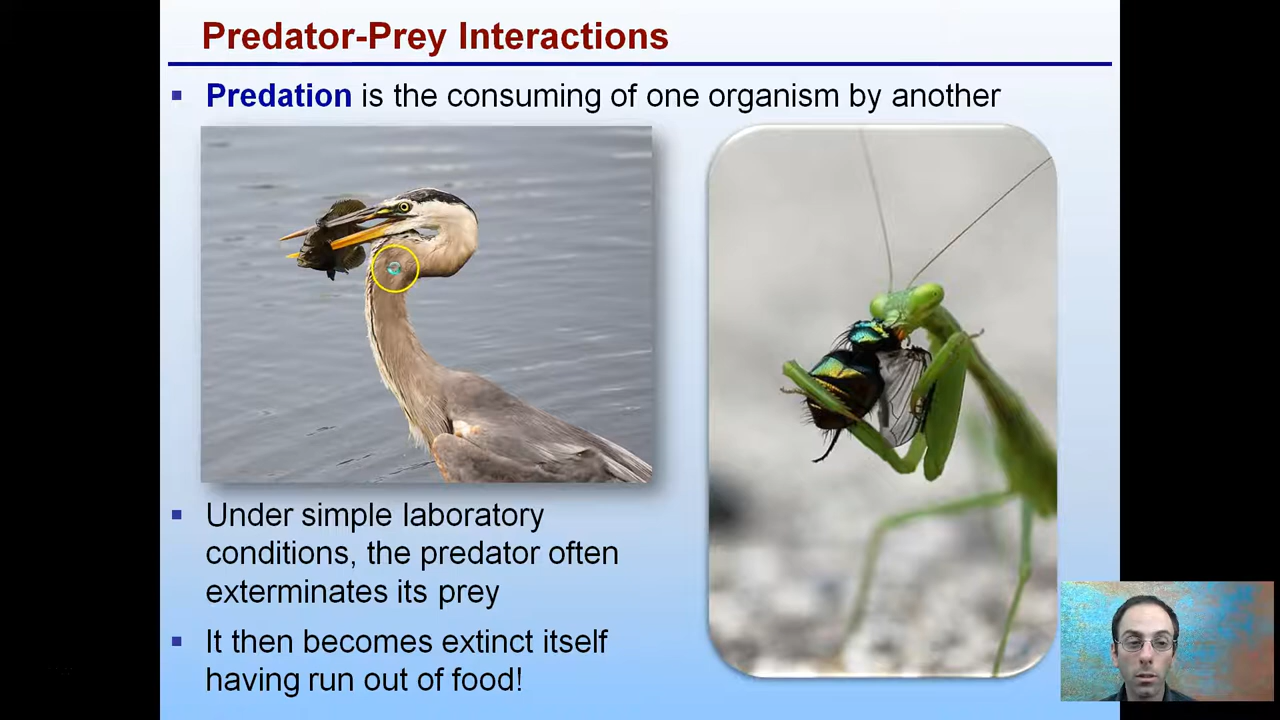 Predator-Prey Interactions
Predation is the consuming of one organism by another
Under simple laboratory
conditions, the predator often
exterminates its prey
It then becomes extinct itself
having run out of food!